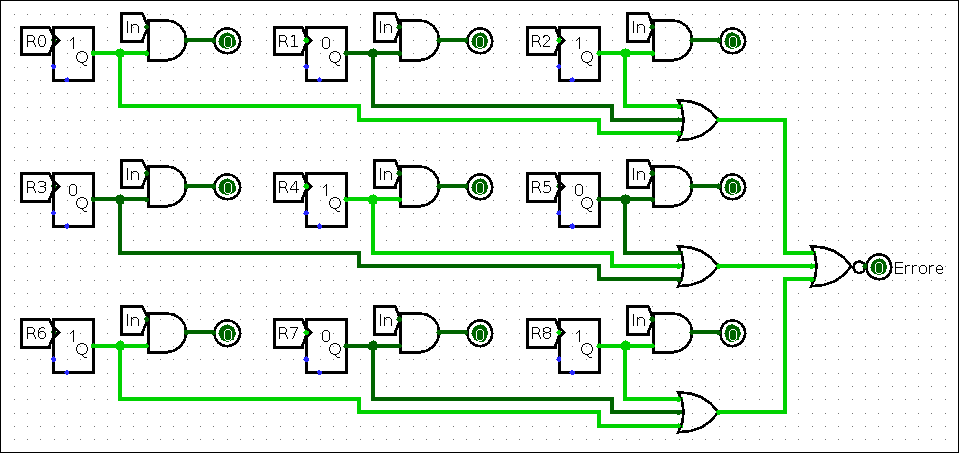 In In In
R0 1 0 R1 0 0 R2 1 0
Q Q Q
In In In
R3 0 0 R4 1 0 R5 0 0
Q Q Q
0 Errore
In In In
R6 1 0 R7 0 0 R8 1 0
Q Q Q